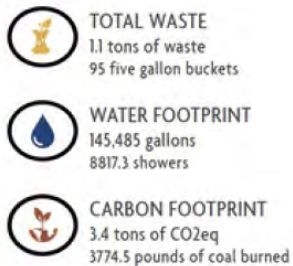 TOTAL WASTE
1.1 tons of waste
95 five gallon buckets
WATER FOOTPRINT
145,485 gallons
8817.3 showers
CARBON FOOTPRINT
3.4 tons of CO2eq
3774.5 pounds of coal burned